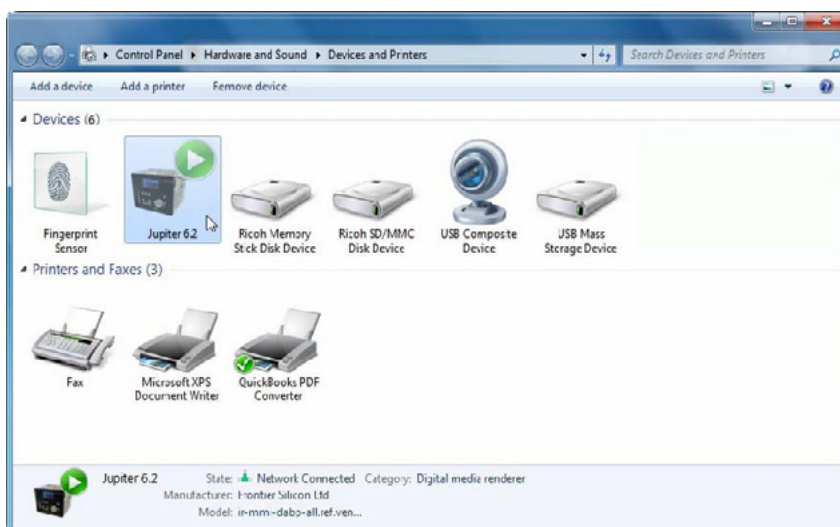 Control Panel Hardware and Sound Devices and Printers
Search Devices and Printers
Add a device Add a printer Remove device
Devices (6)
Fingerprint Sensor
Jupiter 6.2
Ricoh Memory Stick Disk Device
Ricoh SD/MMC Disk Device
USB Composite Device
USB Mass Storage Device
Printers and Faxes (3)
Fax
Microsoft XPS Document Writer
QuickBooks PDF Converter
Jupiter 6.2
State: Network Connected Category: Digital media renderer
Manufacturer: Frontier Silicon Ltd
Model: ir-mmi-dabp-all.ref.ven...